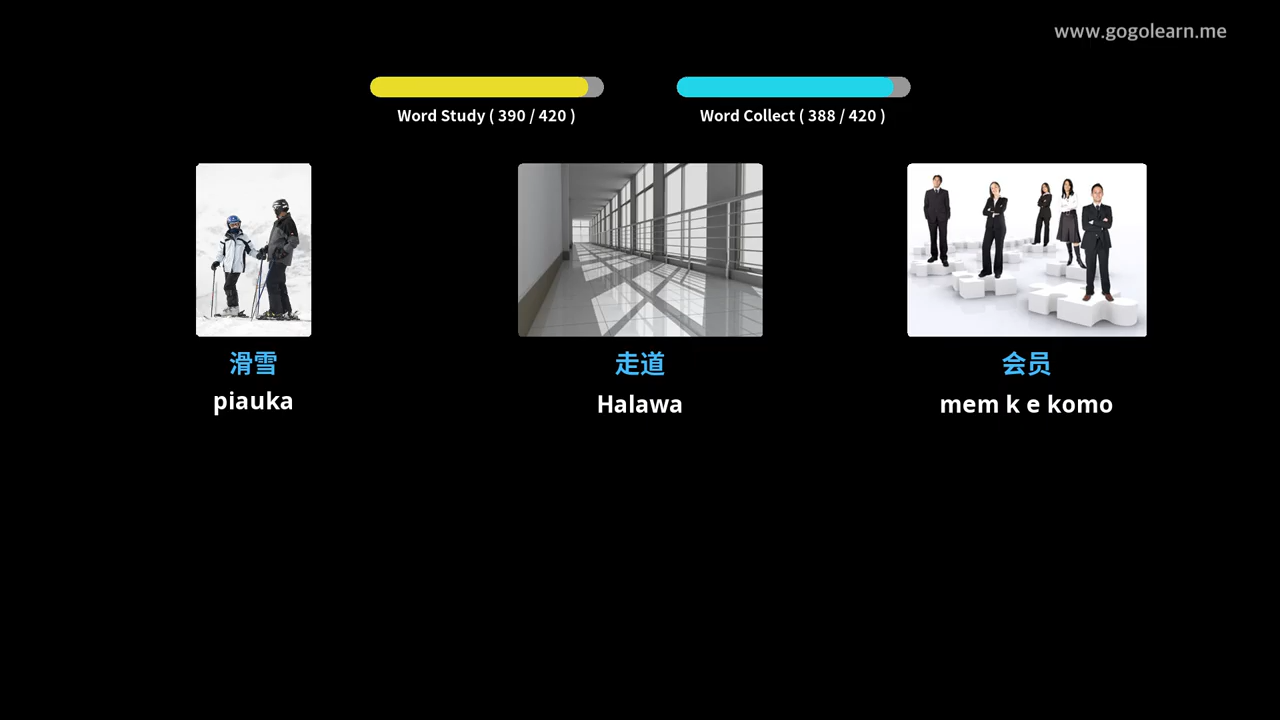 www.gogolearn.me
Word Study ( 390 / 420 )
Word Collect ( 388 / 420 )
滑雪
piauka
走道
Halawa
会员
mem k e komo